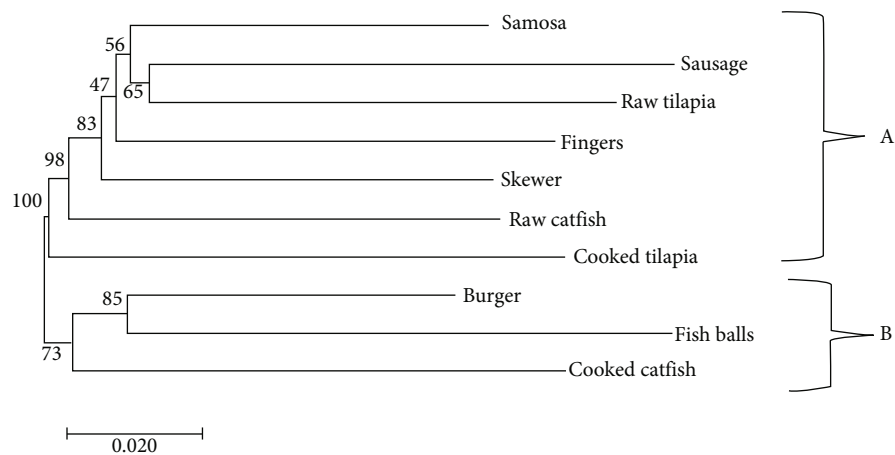 56
Samosa
Sausage
65
Raw tilapia
47
83
Fingers
A
98
Skewer
100
Raw catfish
Cooked tilapia
85
Burger
Fish balls
B
73
Cooked catfish
0.020